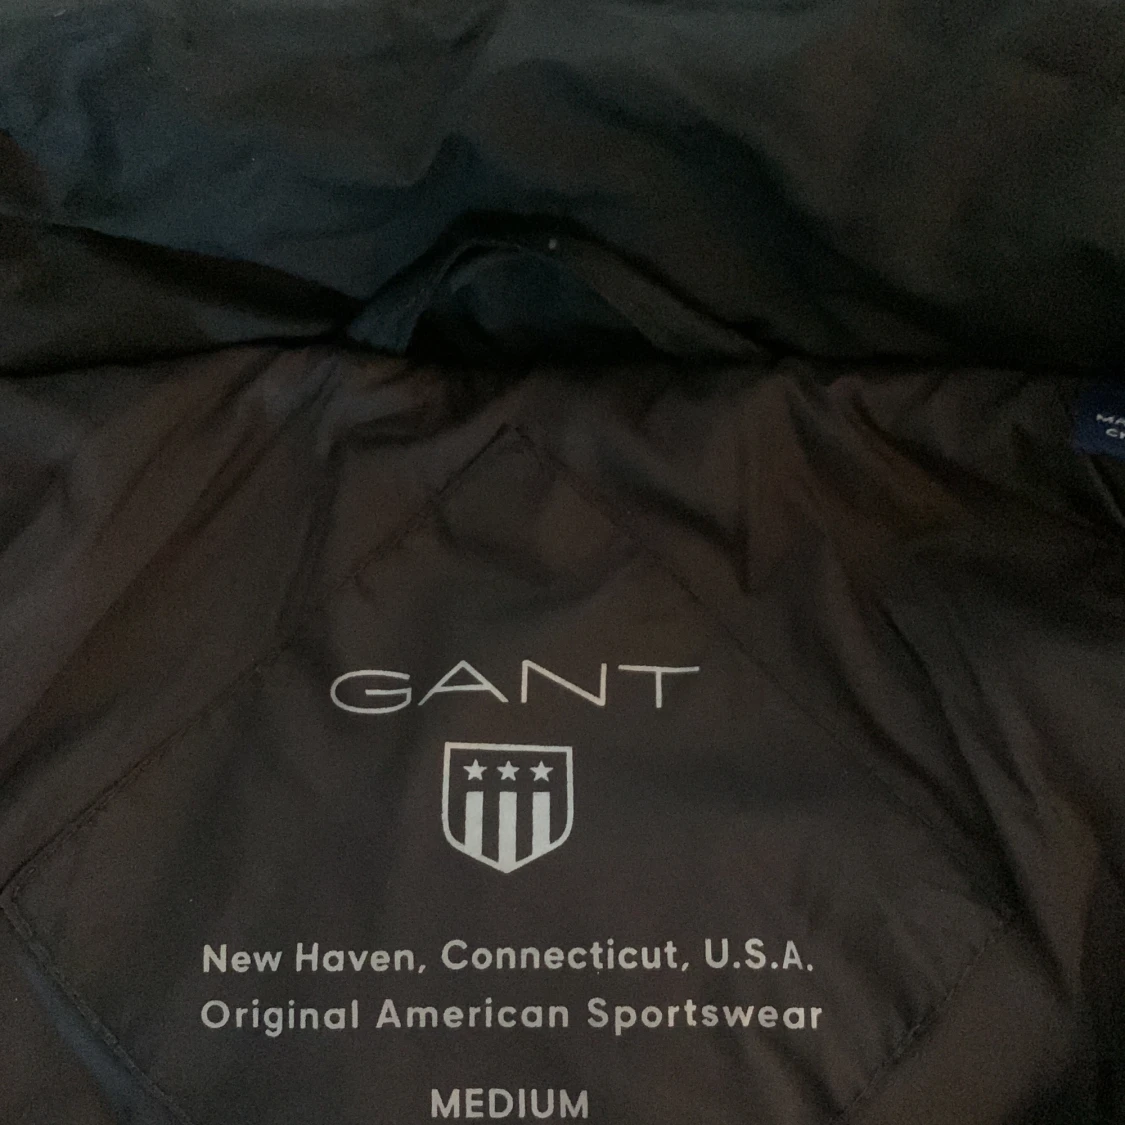 GANT
New Haven, Connecticut, U.S.A.
Original American Sportswear
MEDIUM